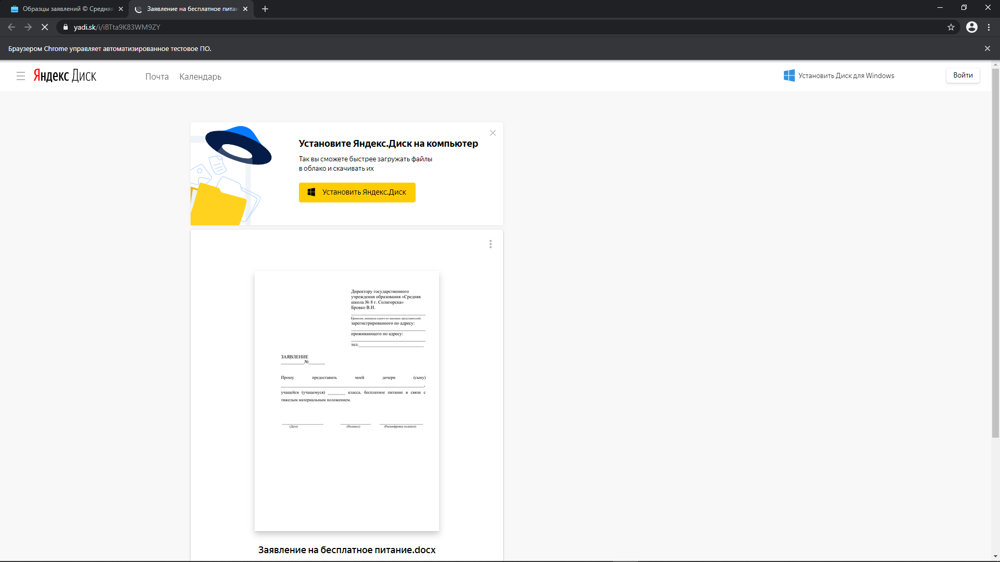 Образцы заявлений © Средняя
Заявление на бесплатное питан
yadi.sk/i/iBTta9K83WM9ZY
Браузером Chrome управляет автоматизированное тестовое ПО.
Яндекс Диск
Почта
Календарь
Установить Диск для Windows
Войти
Установите Яндекс.Диск на компьютер
Так вы сможете быстрее загружать файлы
в облако и скачивать их
Установить Яндекс.Диск
Директору государственного
учреждения образования «Средняя
школа № 8 г. Солигорска»
Бровко В.И.
(фамилия, инициалы одного из законных представителей)
зарегистрированного по адресу:
проживающего по адресу:
тел.______________________________
ЗАЯВЛЕНИЕ
__________№_______
Прошу предоставить моей дочери (сыну)
______________________________________________________________,
учащейся (учащемуся) ________ класса, бесплатное питание в связи с
тяжелым материальным положением.
(Дата) (Подпись) (Расшифровка подписи)
Заявление на бесплатное питание.docx